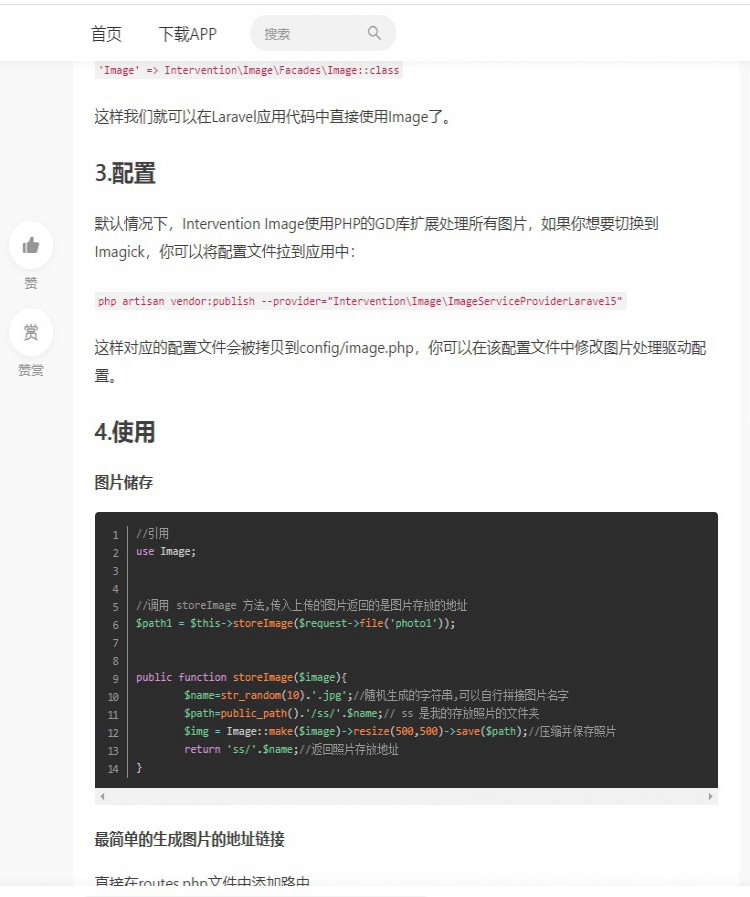 首页 下载APP 搜索
'Image' => Intervention\Image\Facades\Image::class
这样我们就可以在Laravel应用代码中直接使用Image了。
3.配置
默认情况下，Intervention Image使用PHP的GD库扩展处理所有图片，如果你想要切换到
Imagick，你可以将配置文件拉到应用中：
赞
php artisan vendor:publish --provider="Intervention\Image\ImageServiceProviderLaravel5"
赏
这样对应的配置文件会被拷贝到config/image.php，你可以在该配置文件中修改图片处理驱动配
置。
赞赏
4.使用
图片储存
1 //引用
2 use Image;
3
4
5 //调用 storeImage 方法,传入上传的图片返回的是图片存放的地址
6 $path1 = $this->storeImage($request->file('photo1'));
7
8
9 public function storeImage($image){
10 $name=str_random(10).'.jpg';//随机生成的字符串,可以自行拼接图片名字
11 $path=public_path().'/ss/'.$name;// ss 是我的存放照片的文件夹
12 $img = Image::make($image)->resize(500,500)->save($path);//压缩并保存照片
13 return 'ss/'.$name;//返回照片存放地址
14 }
最简单的生成图片的地址链接
直接在routes.php文件中添加路由